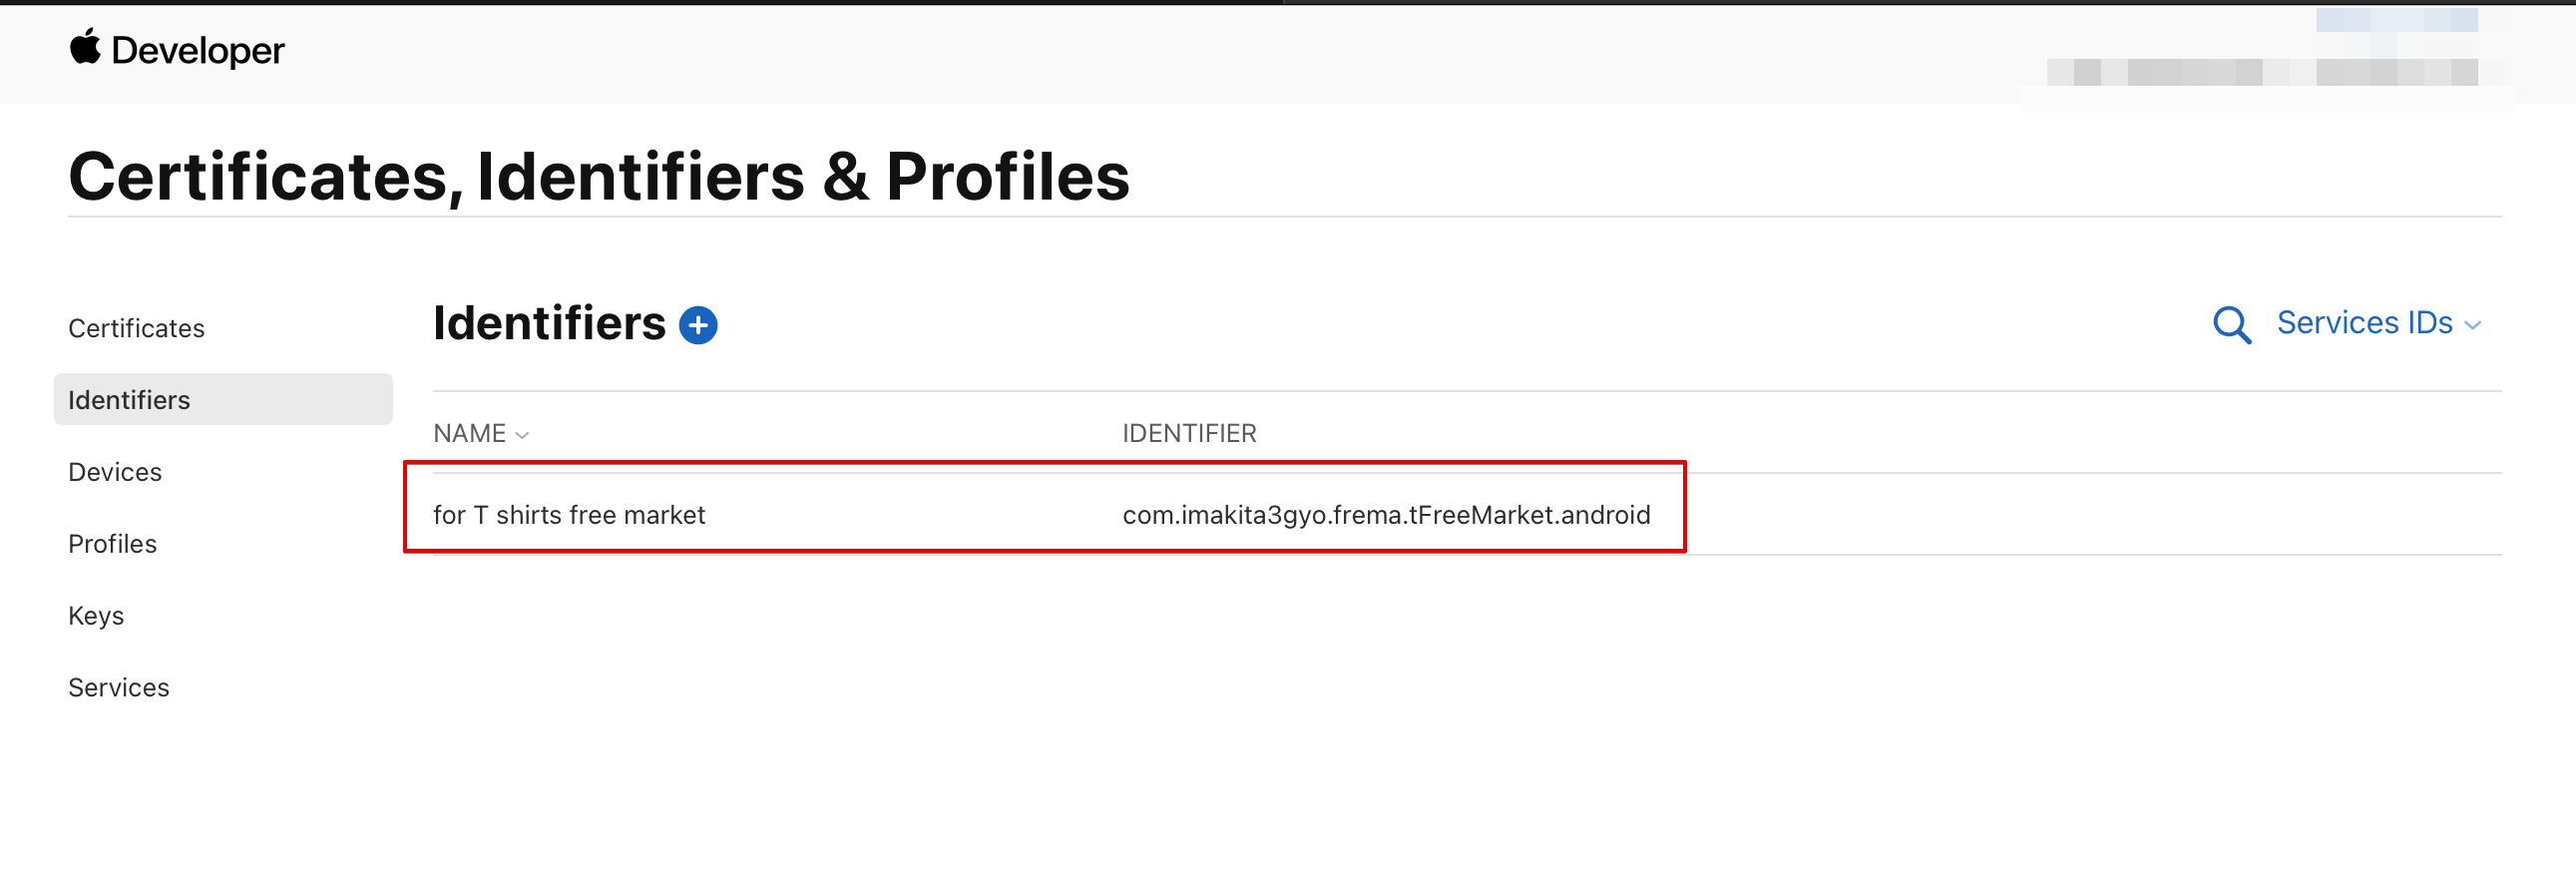 Developer
Certificates, Identifiers & Profiles
Certificates
Identifiers
Devices
Profiles
Keys
Services
Identifiers
Services IDs
NAME
IDENTIFIER
for T shirts free market
com.imakita3gyo.frema.tFreeMarket.android